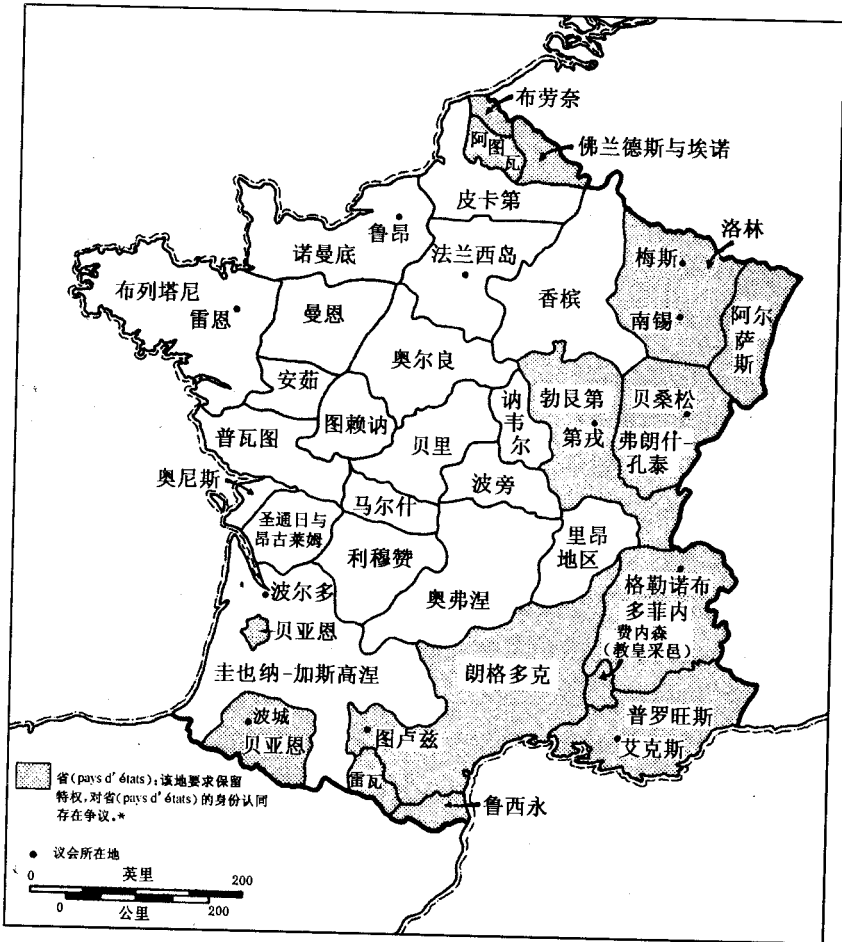 布劳奈
阿图瓦
佛兰德斯与埃诺
皮卡第
鲁昂
诺曼底
法兰西岛
洛林
梅斯
香槟
南锡
阿尔萨斯
布列塔尼
雷恩
曼恩
奥尔良
安茹
图赖讷
讷韦尔
勃艮第
第戎
贝桑松
弗朗什-孔泰
普瓦图
贝里
奥尼斯
波旁
马尔什
圣通日与
昂古莱姆
利穆赞
里昂
地区
奥弗涅
波尔多
格勒诺布
多菲内
费内森
(教皇采邑)
贝亚恩
圭也纳-加斯高涅
朗格多克
波城
贝亚恩
图卢兹
普罗旺斯
艾克斯
雷瓦
鲁西永
省(pays d' états):该地要求保留
特权,对省(pays d' états)的身份认同
存在争议。*
议会所在地
0 英里 200
0 公里 200